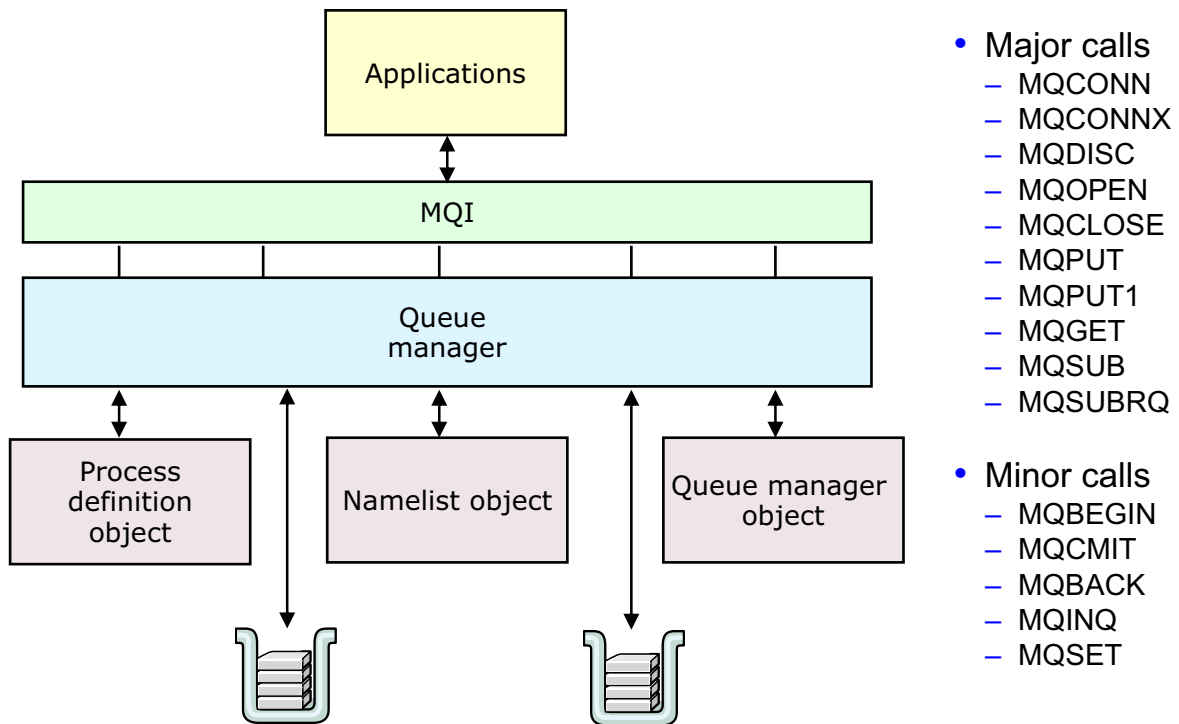 Applications
MQI
Queue
manager
Process
definition
object
Namelist object
Queue manager
object
• Major calls
– MQCONN
– MQCONNX
– MQDISC
– MQOPEN
– MQCLOSE
– MQPUT
– MQPUT1
– MQGET
– MQSUB
– MQSUBRQ
• Minor calls
– MQBEGIN
– MQCMIT
– MQBACK
– MQINQ
– MQSET